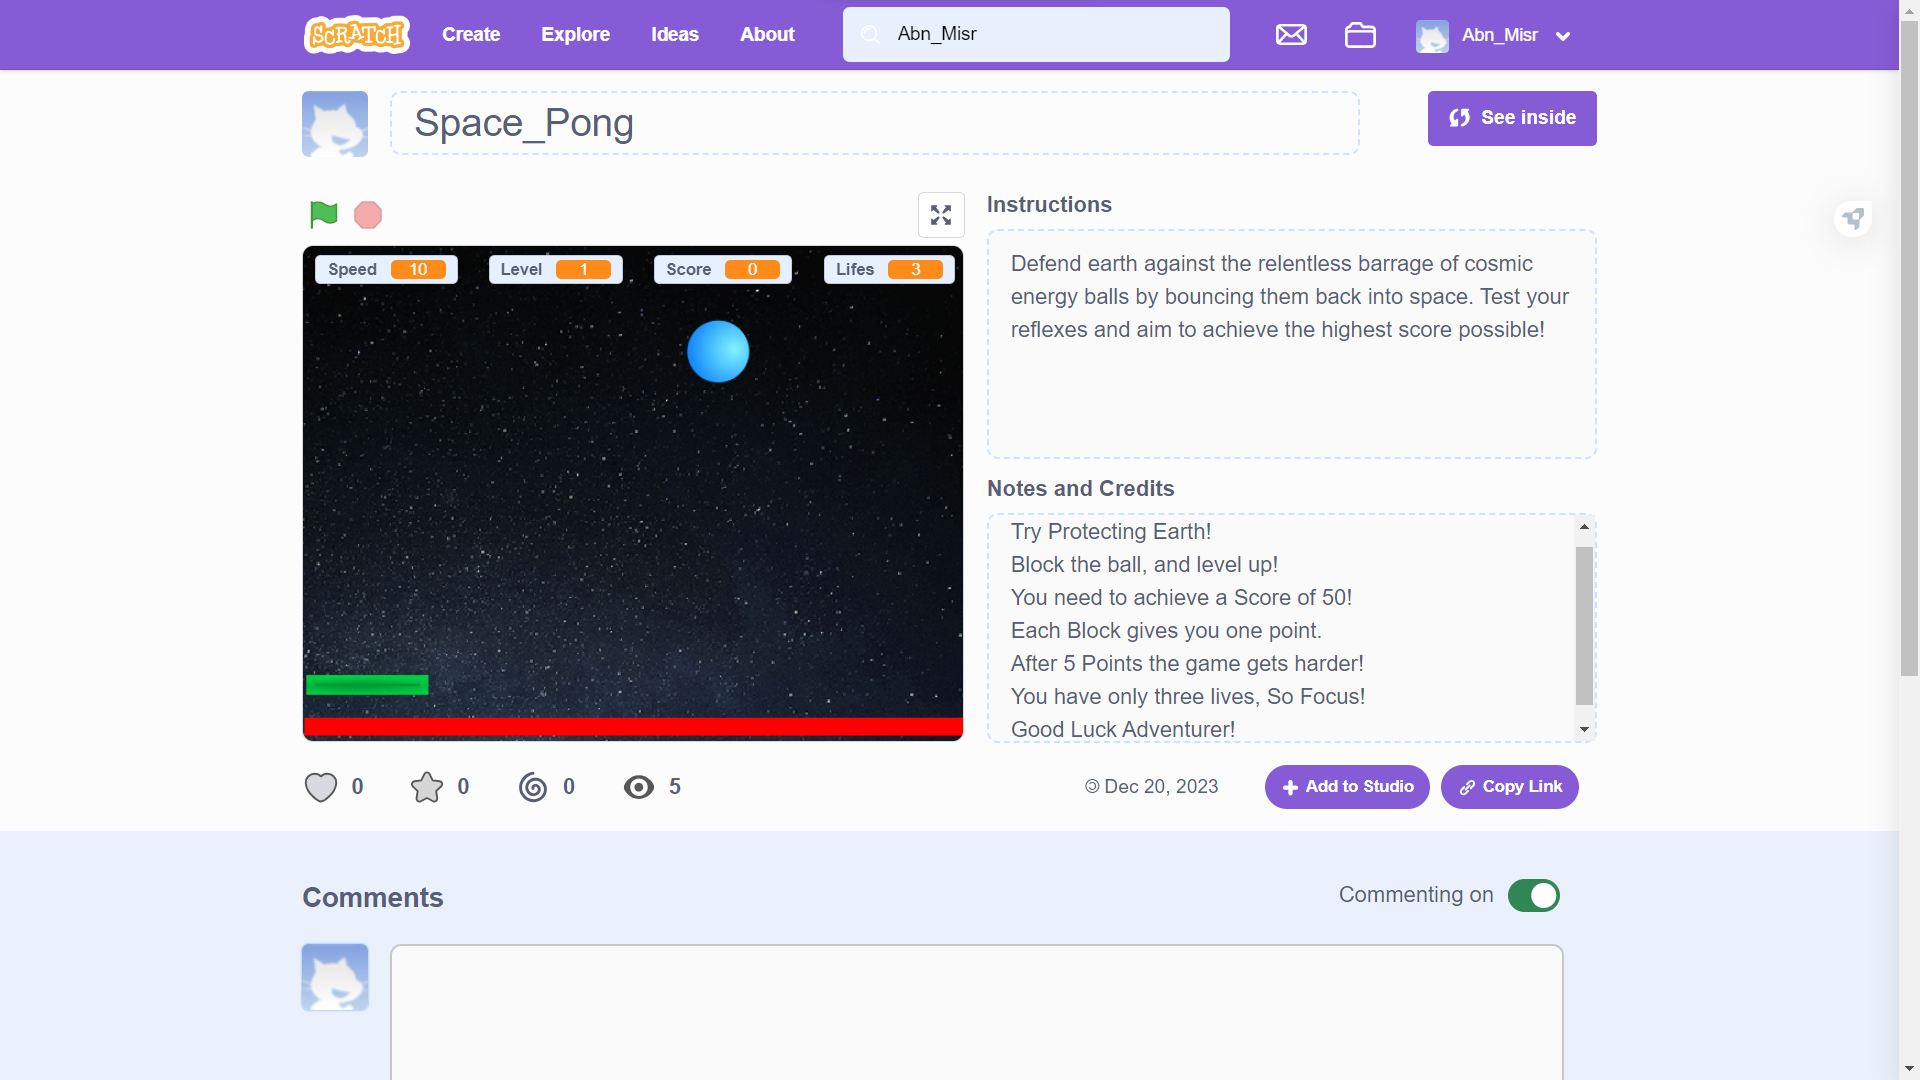 SCRATCH Create Explore Ideas About Abn_Misr Abn_Misr
Space_Pong
See inside
Speed 10 Level 1 Score 0 Lifes 3
Instructions
Defend earth against the relentless barrage of cosmic
energy balls by bouncing them back into space. Test your
reflexes and aim to achieve the highest score possible!
Notes and Credits
Try Protecting Earth!
Block the ball, and level up!
You need to achieve a Score of 50!
Each Block gives you one point.
After 5 Points the game gets harder!
You have only three lives, So Focus!
Good Luck Adventurer!
0 0 0 5
Dec 20, 2023 Add to Studio Copy Link
Comments
Commenting on